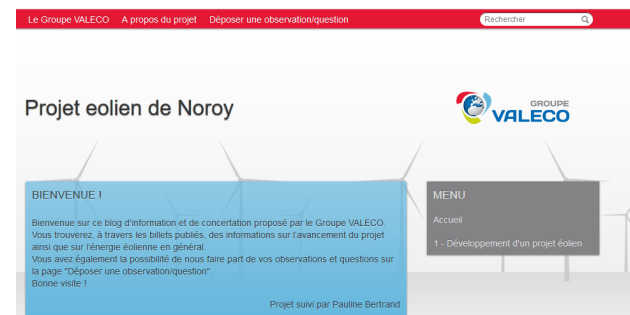 Le Groupe VALECO A propos du projet Déposer une observation/question Rechercher
Projet eolien de Noroy
GROUPE
VALECO
BIENVENUE !
Bienvenue sur ce blog d'information et de concertation proposé par le Groupe VALECO.
Vous trouverez, à travers les billets publiés, des informations sur l'avancement du projet
ainsi que sur l'énergie éolienne en général.
Vous avez également la possibilité de nous faire part de vos observations et questions sur
la page "Déposer une observation/question".
Bonne visite !
Projet suivi par Pauline Bertrand
MENU
Accueil
1 - Développement d'un projet éolien